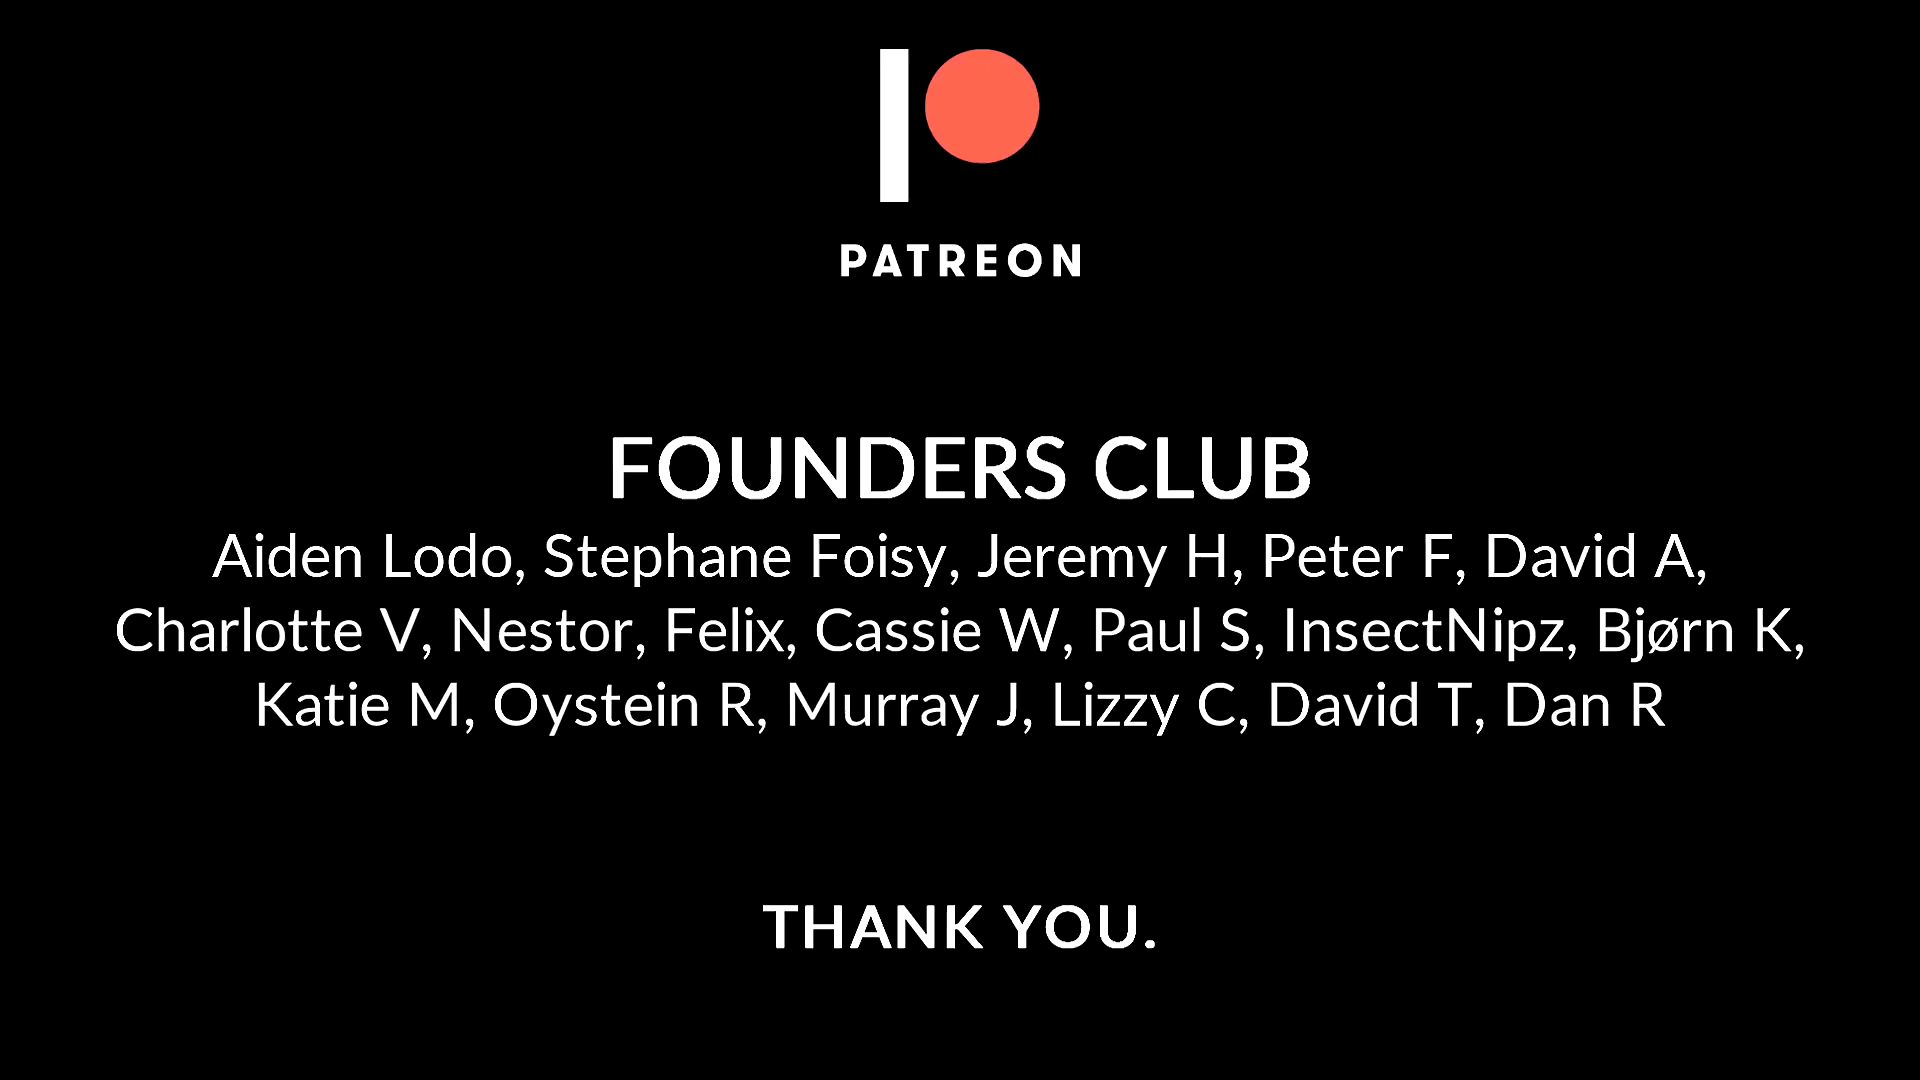 PATREON
FOUNDERS CLUB
Aiden Lodo, Stephane Foisy, Jeremy H, Peter F, David A,
Charlotte V, Nestor, Felix, Cassie W, Paul S, InsectNipz, Bjørn K,
Katie M, Oystein R, Murray J, Lizzy C, David T, Dan R
THANK YOU.